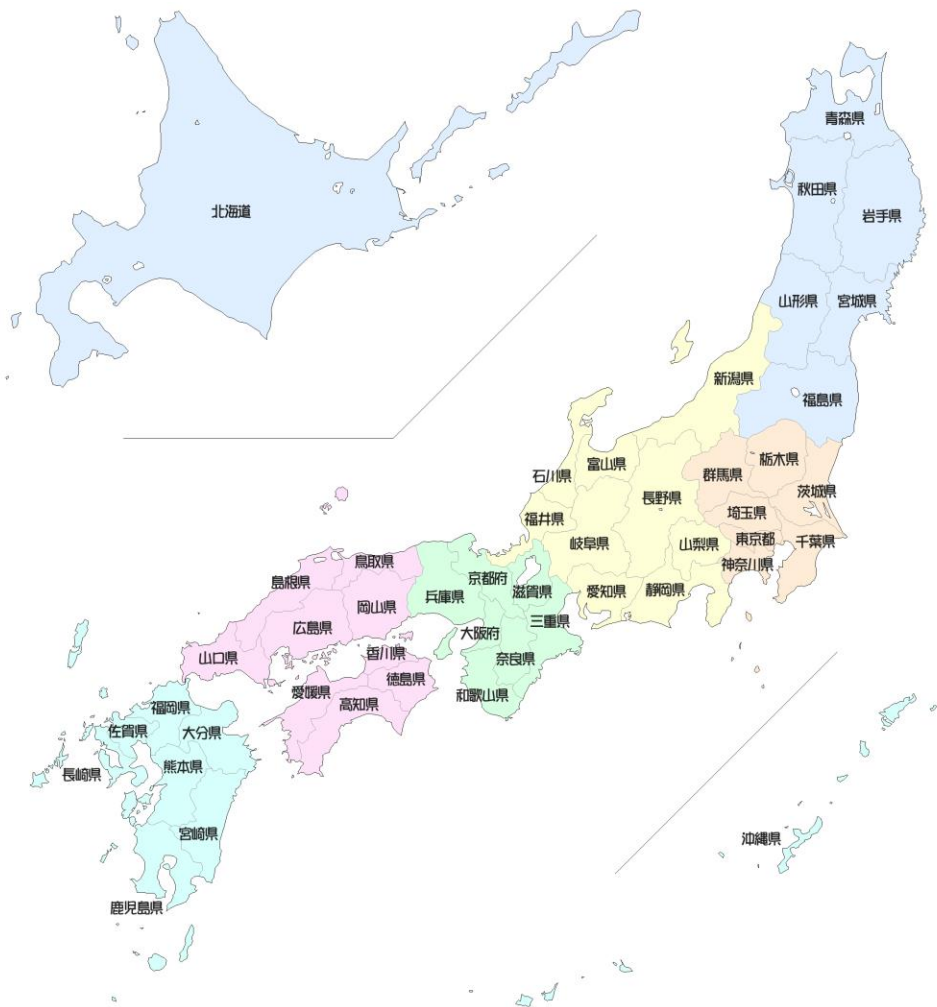 北海道
青森県
秋田県
岩手県
山形県
宮城県
新潟県
福島県
富山県
石川県
群馬県
栃木県
長野県
茨城県
福井県
埼玉県
岐阜県
山梨県
東京都
千葉県
神奈川県
鳥取県
島根県
京都府
兵庫県
滋賀県
愛知県
静岡県
岡山県
広島県
三重県
大阪府
山口県
香川県
奈良県
徳島県
愛媛県
高知県
和歌山県
福岡県
佐賀県
大分県
長崎県
熊本県
宮崎県
沖縄県
鹿児島県